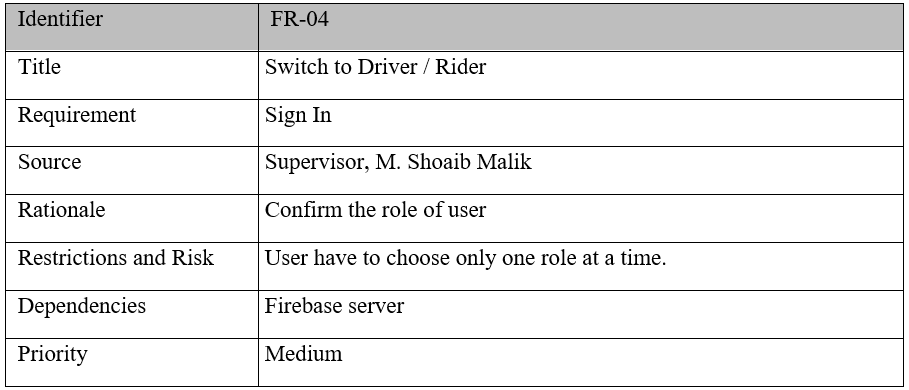 Identifier FR-04
Title Switch to Driver / Rider
Requirement Sign In
Source Supervisor, M. Shoaib Malik
Rationale Confirm the role of user
Restrictions and Risk User have to choose only one role at a time.
Dependencies Firebase server
Priority Medium